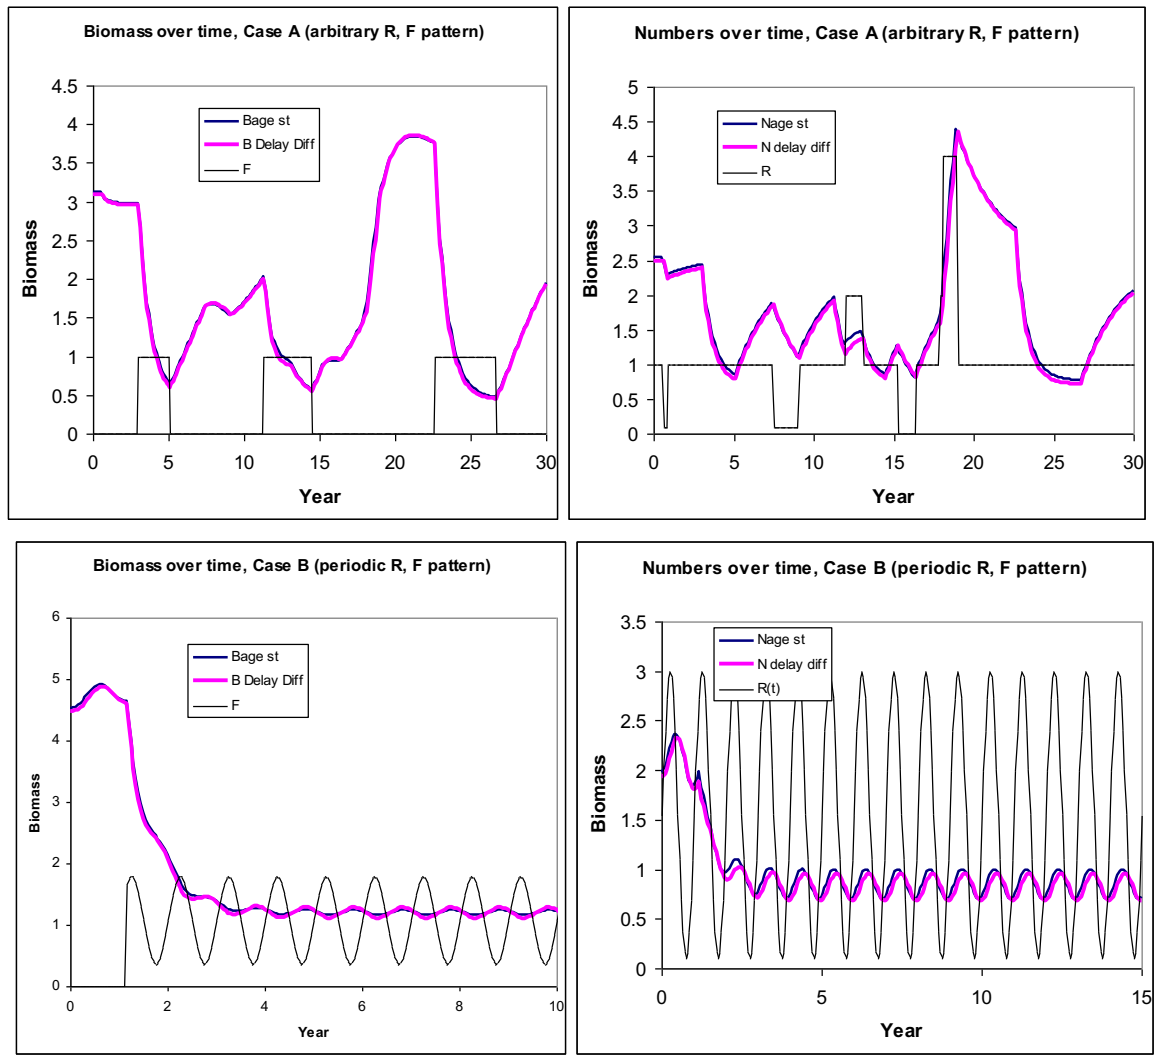 Biomass over time, Case A (arbitrary R, F pattern)
4.5
4
3.5
3
2.5
2
1.5
1
0.5
0
Biomass
Bage st
B Delay Diff
F
0 5 10 15 20 25 30
Year
Numbers over time, Case A (arbitrary R, F pattern)
5
4.5
4
3.5
3
2.5
2
1.5
1
0.5
0
Biomass
Nage st
N delay diff
R
0 5 10 15 20 25 30
Year
Biomass over time, Case B (periodic R, F pattern)
6
5
4
3
2
1
0
Biomass
Bage st
B Delay Diff
F
0 2 4 6 8 10
Year
Numbers over time, Case B (periodic R, F pattern)
3.5
3
2.5
2
1.5
1
0.5
0
Biomass
Nage st
N delay diff
R(t)
0 5 10 15
Year